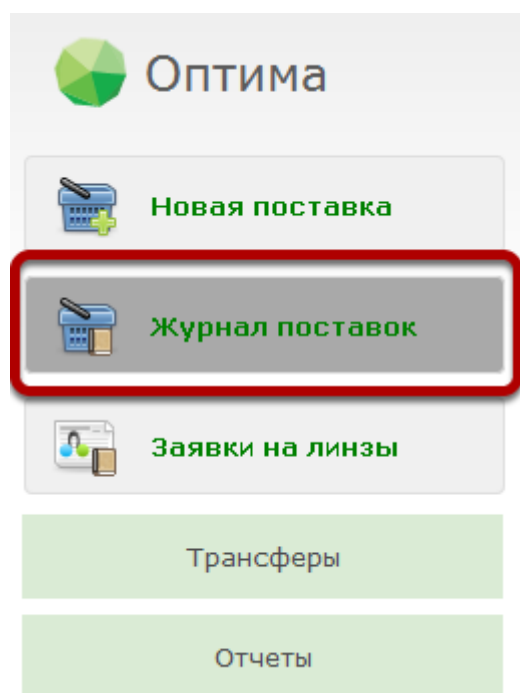 Оптима
Новая поставка
Журнал поставок
Заявки на линзы
Трансферы
Отчеты